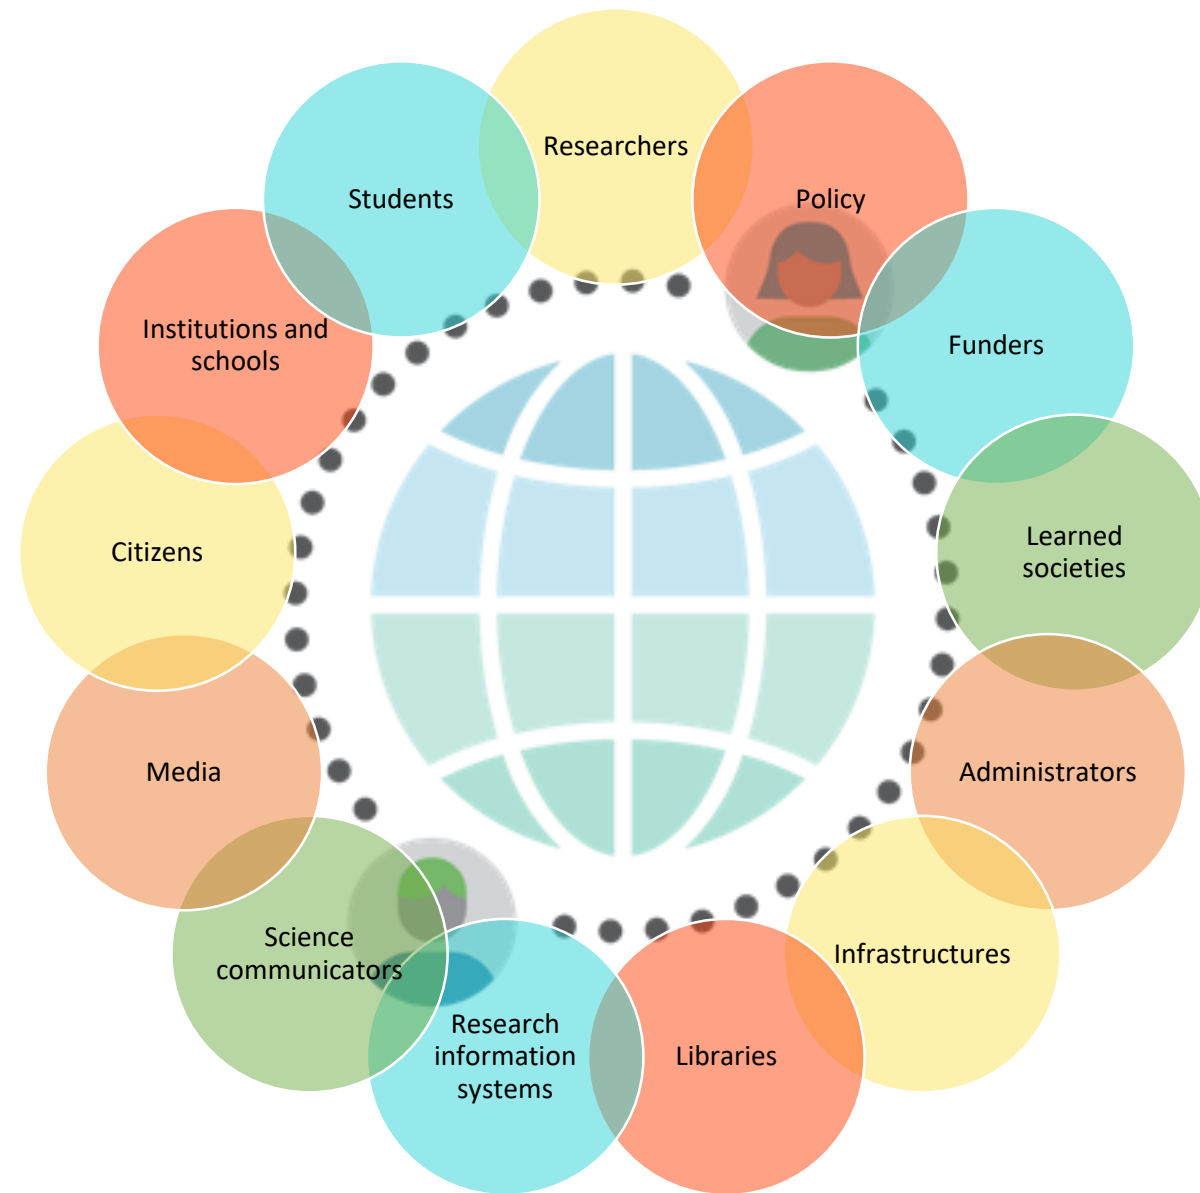 Researchers
Policy
Funders
Learned
societies
Administrators
Infrastructures
Libraries
Research
information
systems
Science
communicators
Media
Citizens
Institutions and
schools
Students